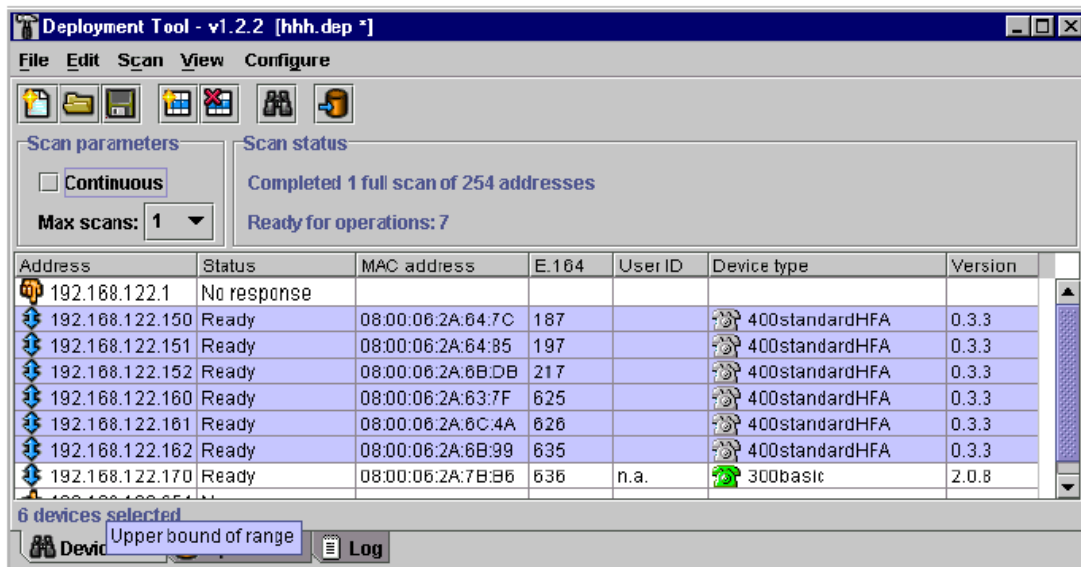 Deployment Tool - v1.2.2 [hhh.dep *]
File Edit Scan View Configure
Scan parameters
Scan status
Continuous
Completed 1 full scan of 254 addresses
Max scans: 1
Ready for operations: 7
Address Status MAC address E.164 User ID Device type Version
192.168.122.1 No response
192.168.122.150 Ready 08:00:06:2A:64:7C 187 400standardHFA 0.3.3
192.168.122.151 Ready 08:00:06:2A:64:85 197 400standardHFA 0.3.3
192.168.122.152 Ready 08:00:06:2A:6B:DB 217 400standardHFA 0.3.3
192.168.122.160 Ready 08:00:06:2A:63:7F 625 400standardHFA 0.3.3
192.168.122.161 Ready 08:00:06:2A:6C:4A 626 400standardHFA 0.3.3
192.168.122.162 Ready 08:00:06:2A:6B:99 635 400standardHFA 0.3.3
192.168.122.170 Ready 08:00:06:2A:7B:B6 636 n.a. 300basic 2.0.8
6 devices selected
Upper bound of range
Log